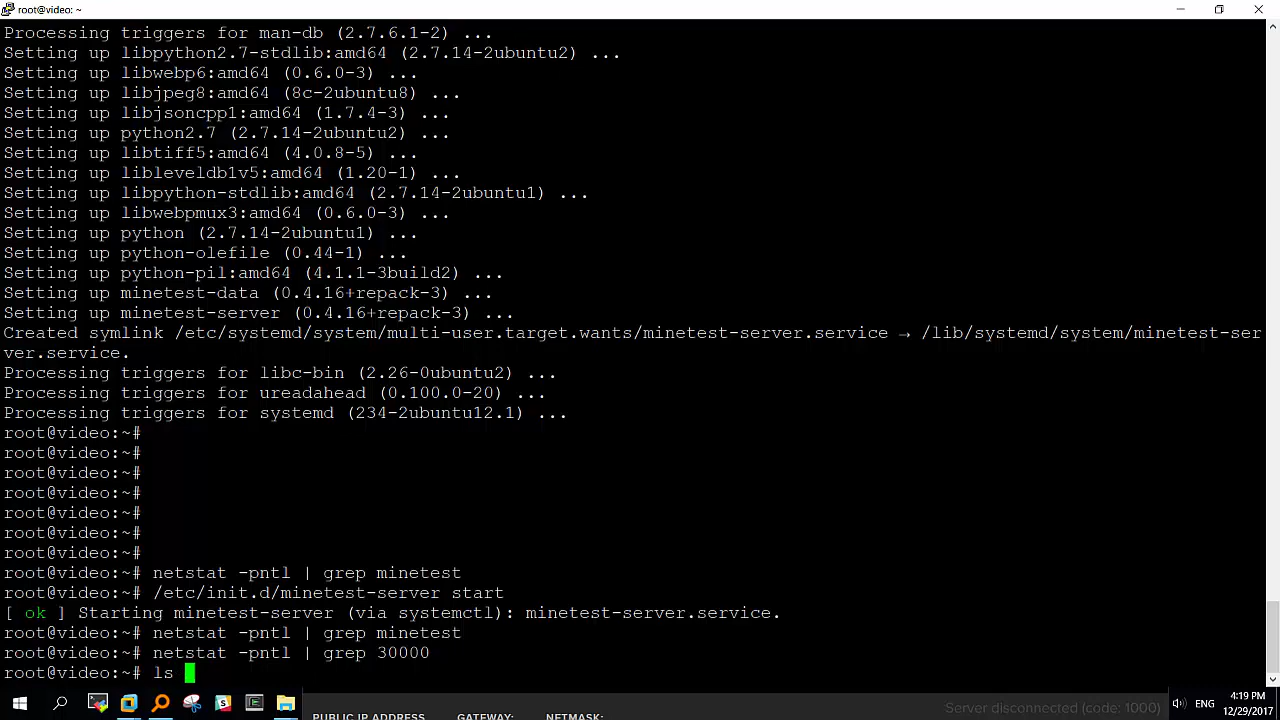 root@video: ~
Processing triggers for man-db (2.7.6.1-2) ...
Setting up libpython2.7-stdlib:amd64 (2.7.14-2ubuntu2) ...
Setting up libwebp6:amd64 (0.6.0-3) ...
Setting up libjpeg8:amd64 (8c-2ubuntu8) ...
Setting up libjsoncpp1:amd64 (1.7.4-3) ...
Setting up python2.7 (2.7.14-2ubuntu2) ...
Setting up libtiff5:amd64 (4.0.8-5) ...
Setting up libleveldb1v5:amd64 (1.20-1) ...
Setting up libpython-stdlib:amd64 (2.7.14-2ubuntu1) ...
Setting up libwebpmux3:amd64 (0.6.0-3) ...
Setting up python (2.7.14-2ubuntu1) ...
Setting up python-olefile (0.44-1) ...
Setting up python-pil:amd64 (4.1.1-3build2) ...
Setting up minetest-data (0.4.16+repack-3) ...
Setting up minetest-server (0.4.16+repack-3) ...
Created symlink /etc/systemd/system/multi-user.target.wants/minetest-server.service → /lib/systemd/system/minetest-ser
ver.service.
Processing triggers for libc-bin (2.26-0ubuntu2) ...
Processing triggers for ureadahead (0.100.0-20) ...
Processing triggers for systemd (234-2ubuntu12.1) ...
root@video:~#
root@video:~#
root@video:~#
root@video:~#
root@video:~#
root@video:~#
root@video:~#
root@video:~# netstat -pntl | grep minetest
root@video:~# /etc/init.d/minetest-server start
[ ok ] Starting minetest-server (via systemctl): minetest-server.service.
root@video:~# netstat -pntl | grep minetest
root@video:~# netstat -pntl | grep 30000
root@video:~# ls
PUBLIC IP ADDRESS GATEWAY: NETMASK: Server disconnected (code: 1000)
ENG
4:19 PM
12/29/2017